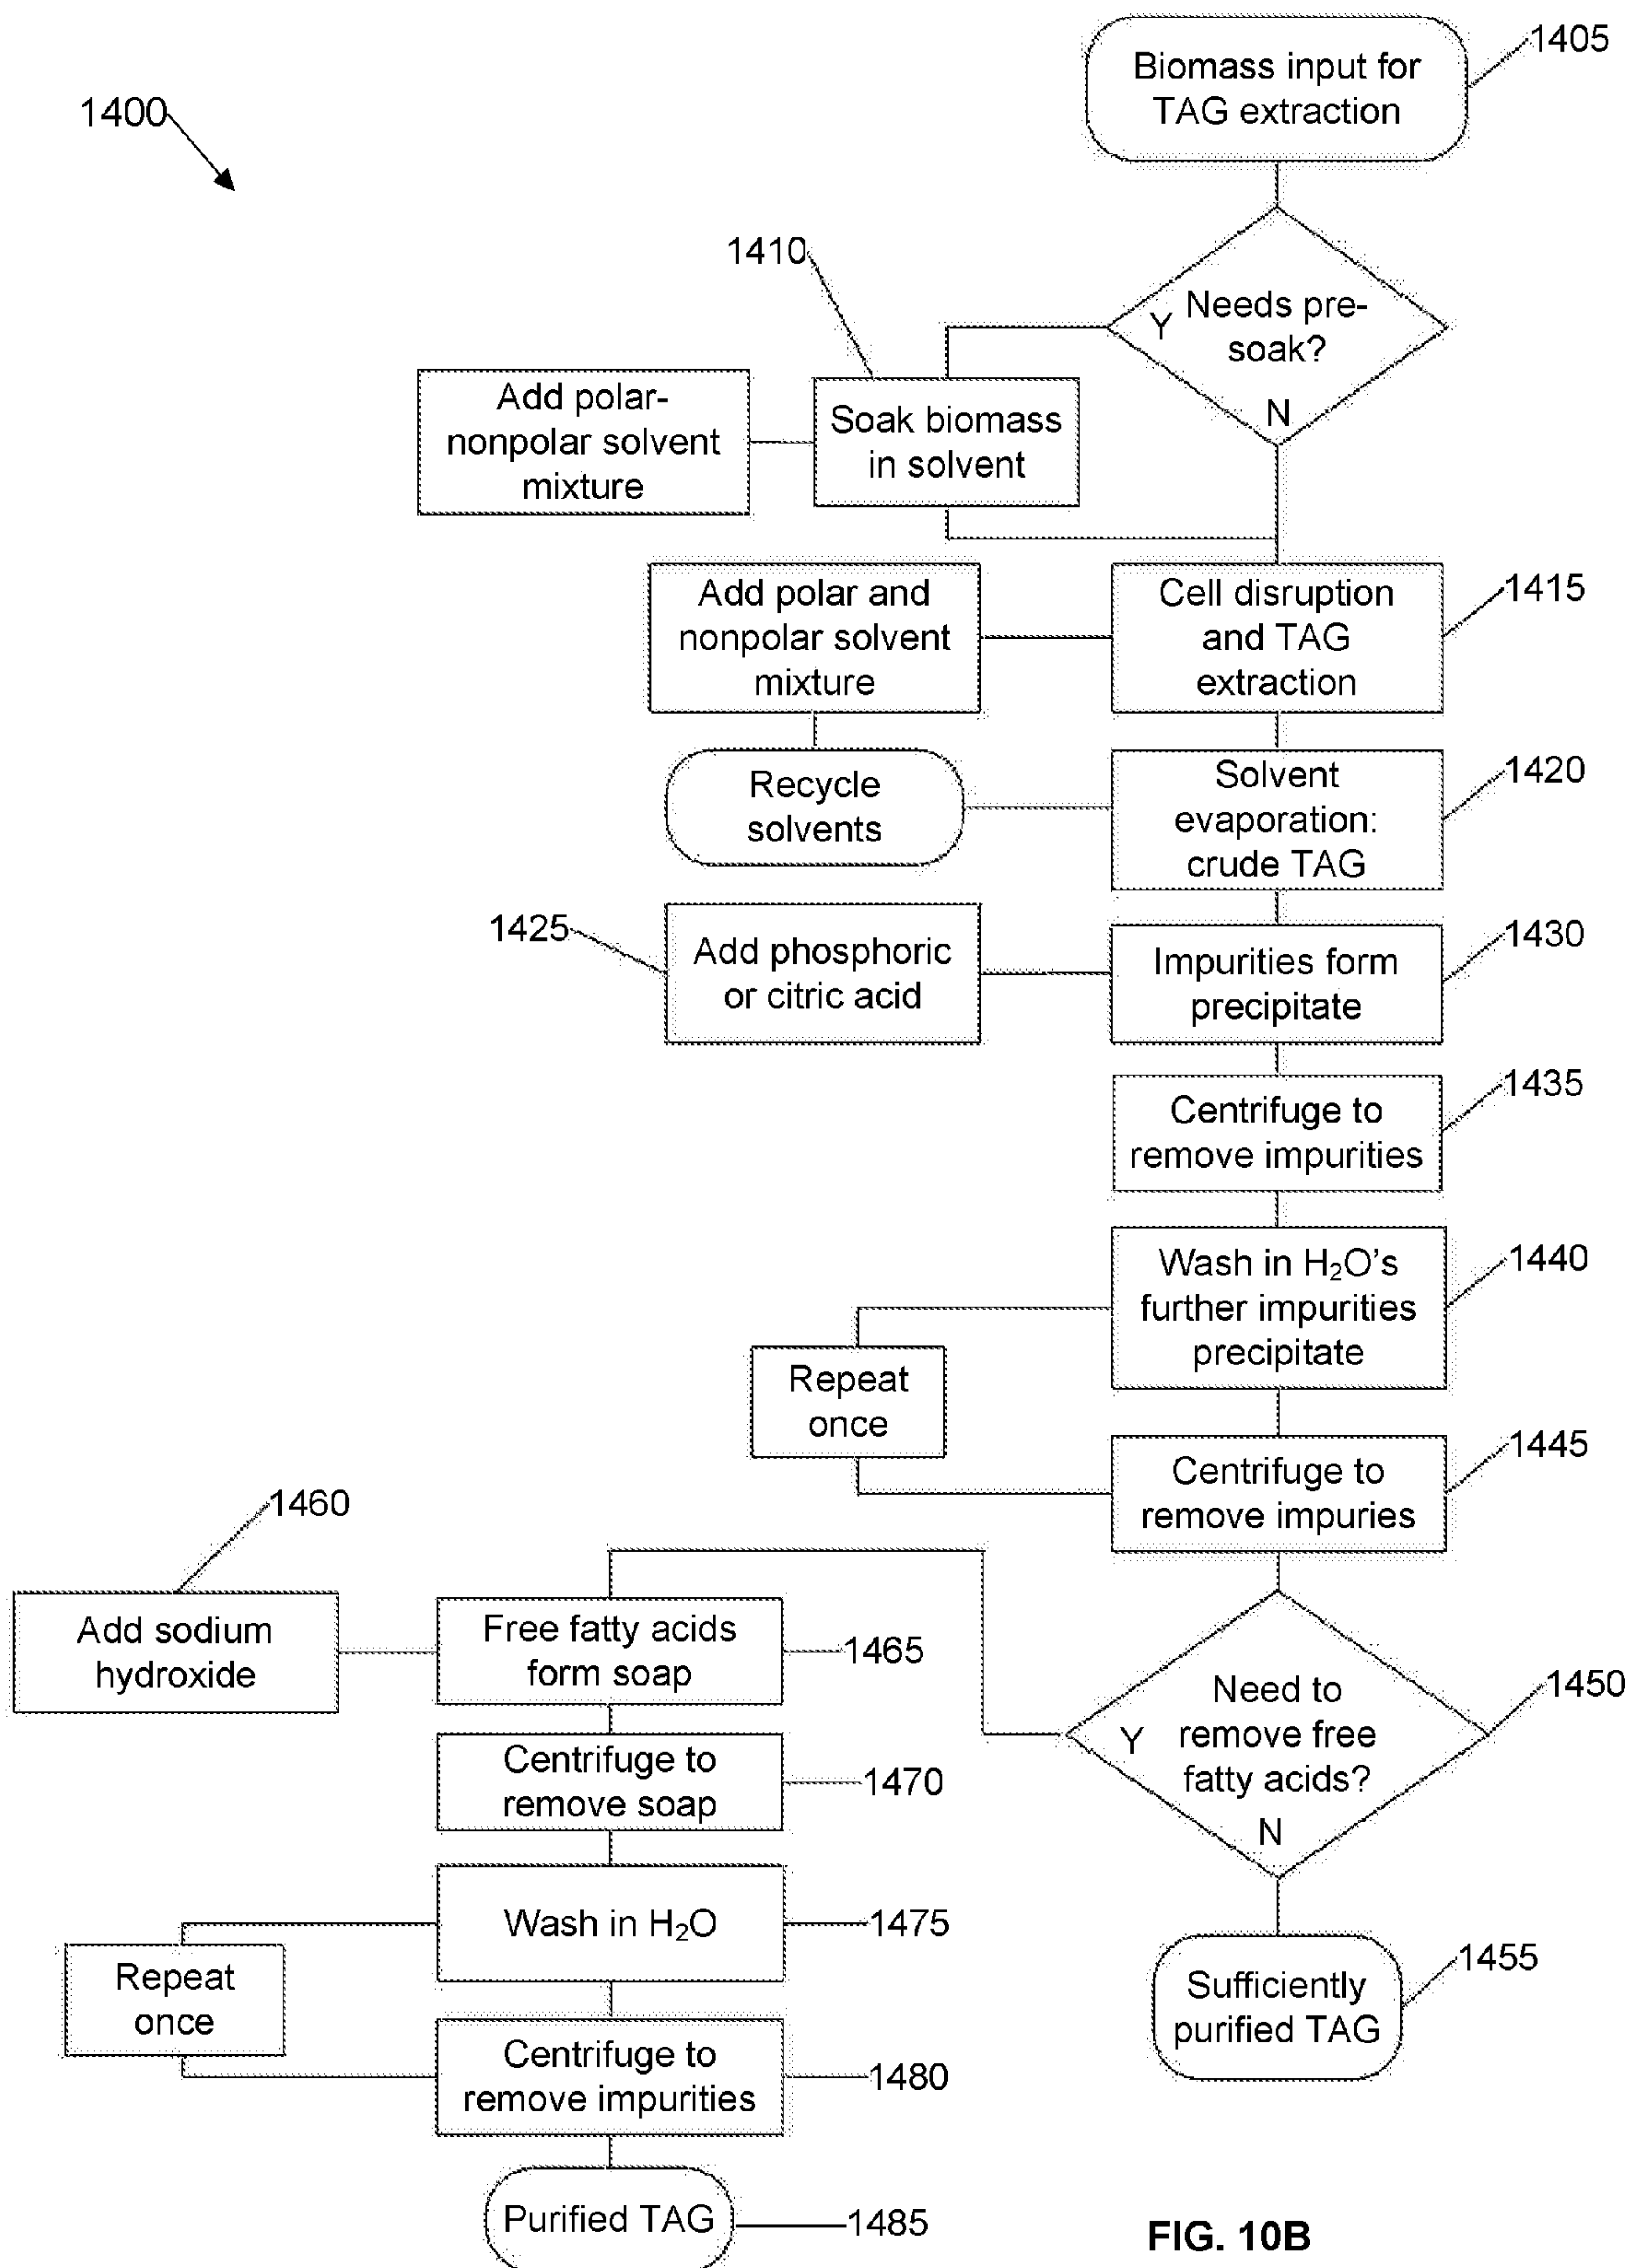 1405
Biomass input for
TAG extraction
1400
1410
Y
Needs pre-
soak?
N
Add polar-
nonpolar solvent
mixture
Soak biomass
in solvent
Add polar and
nonpolar solvent
mixture
Cell disruption
and TAG
extraction
1415
Recycle
solvents
Solvent
evaporation:
crude TAG
1420
1425
Add phosphoric
or citric acid
Impurities form
precipitate
1430
Centrifuge to
remove impurities
1435
Wash in H₂O's
further impurities
precipitate
1440
Repeat
once
Centrifuge to
remove impuries
1445
1460
Add sodium
hydroxide
Free fatty acids
form soap
1465
Y
Need to
remove free
fatty acids?
N
1450
Centrifuge to
remove soap
1470
Wash in H₂O
1475
Repeat
once
Sufficiently
purified TAG
1455
Centrifuge to
remove impurities
1480
Purified TAG
1485
FIG. 10B